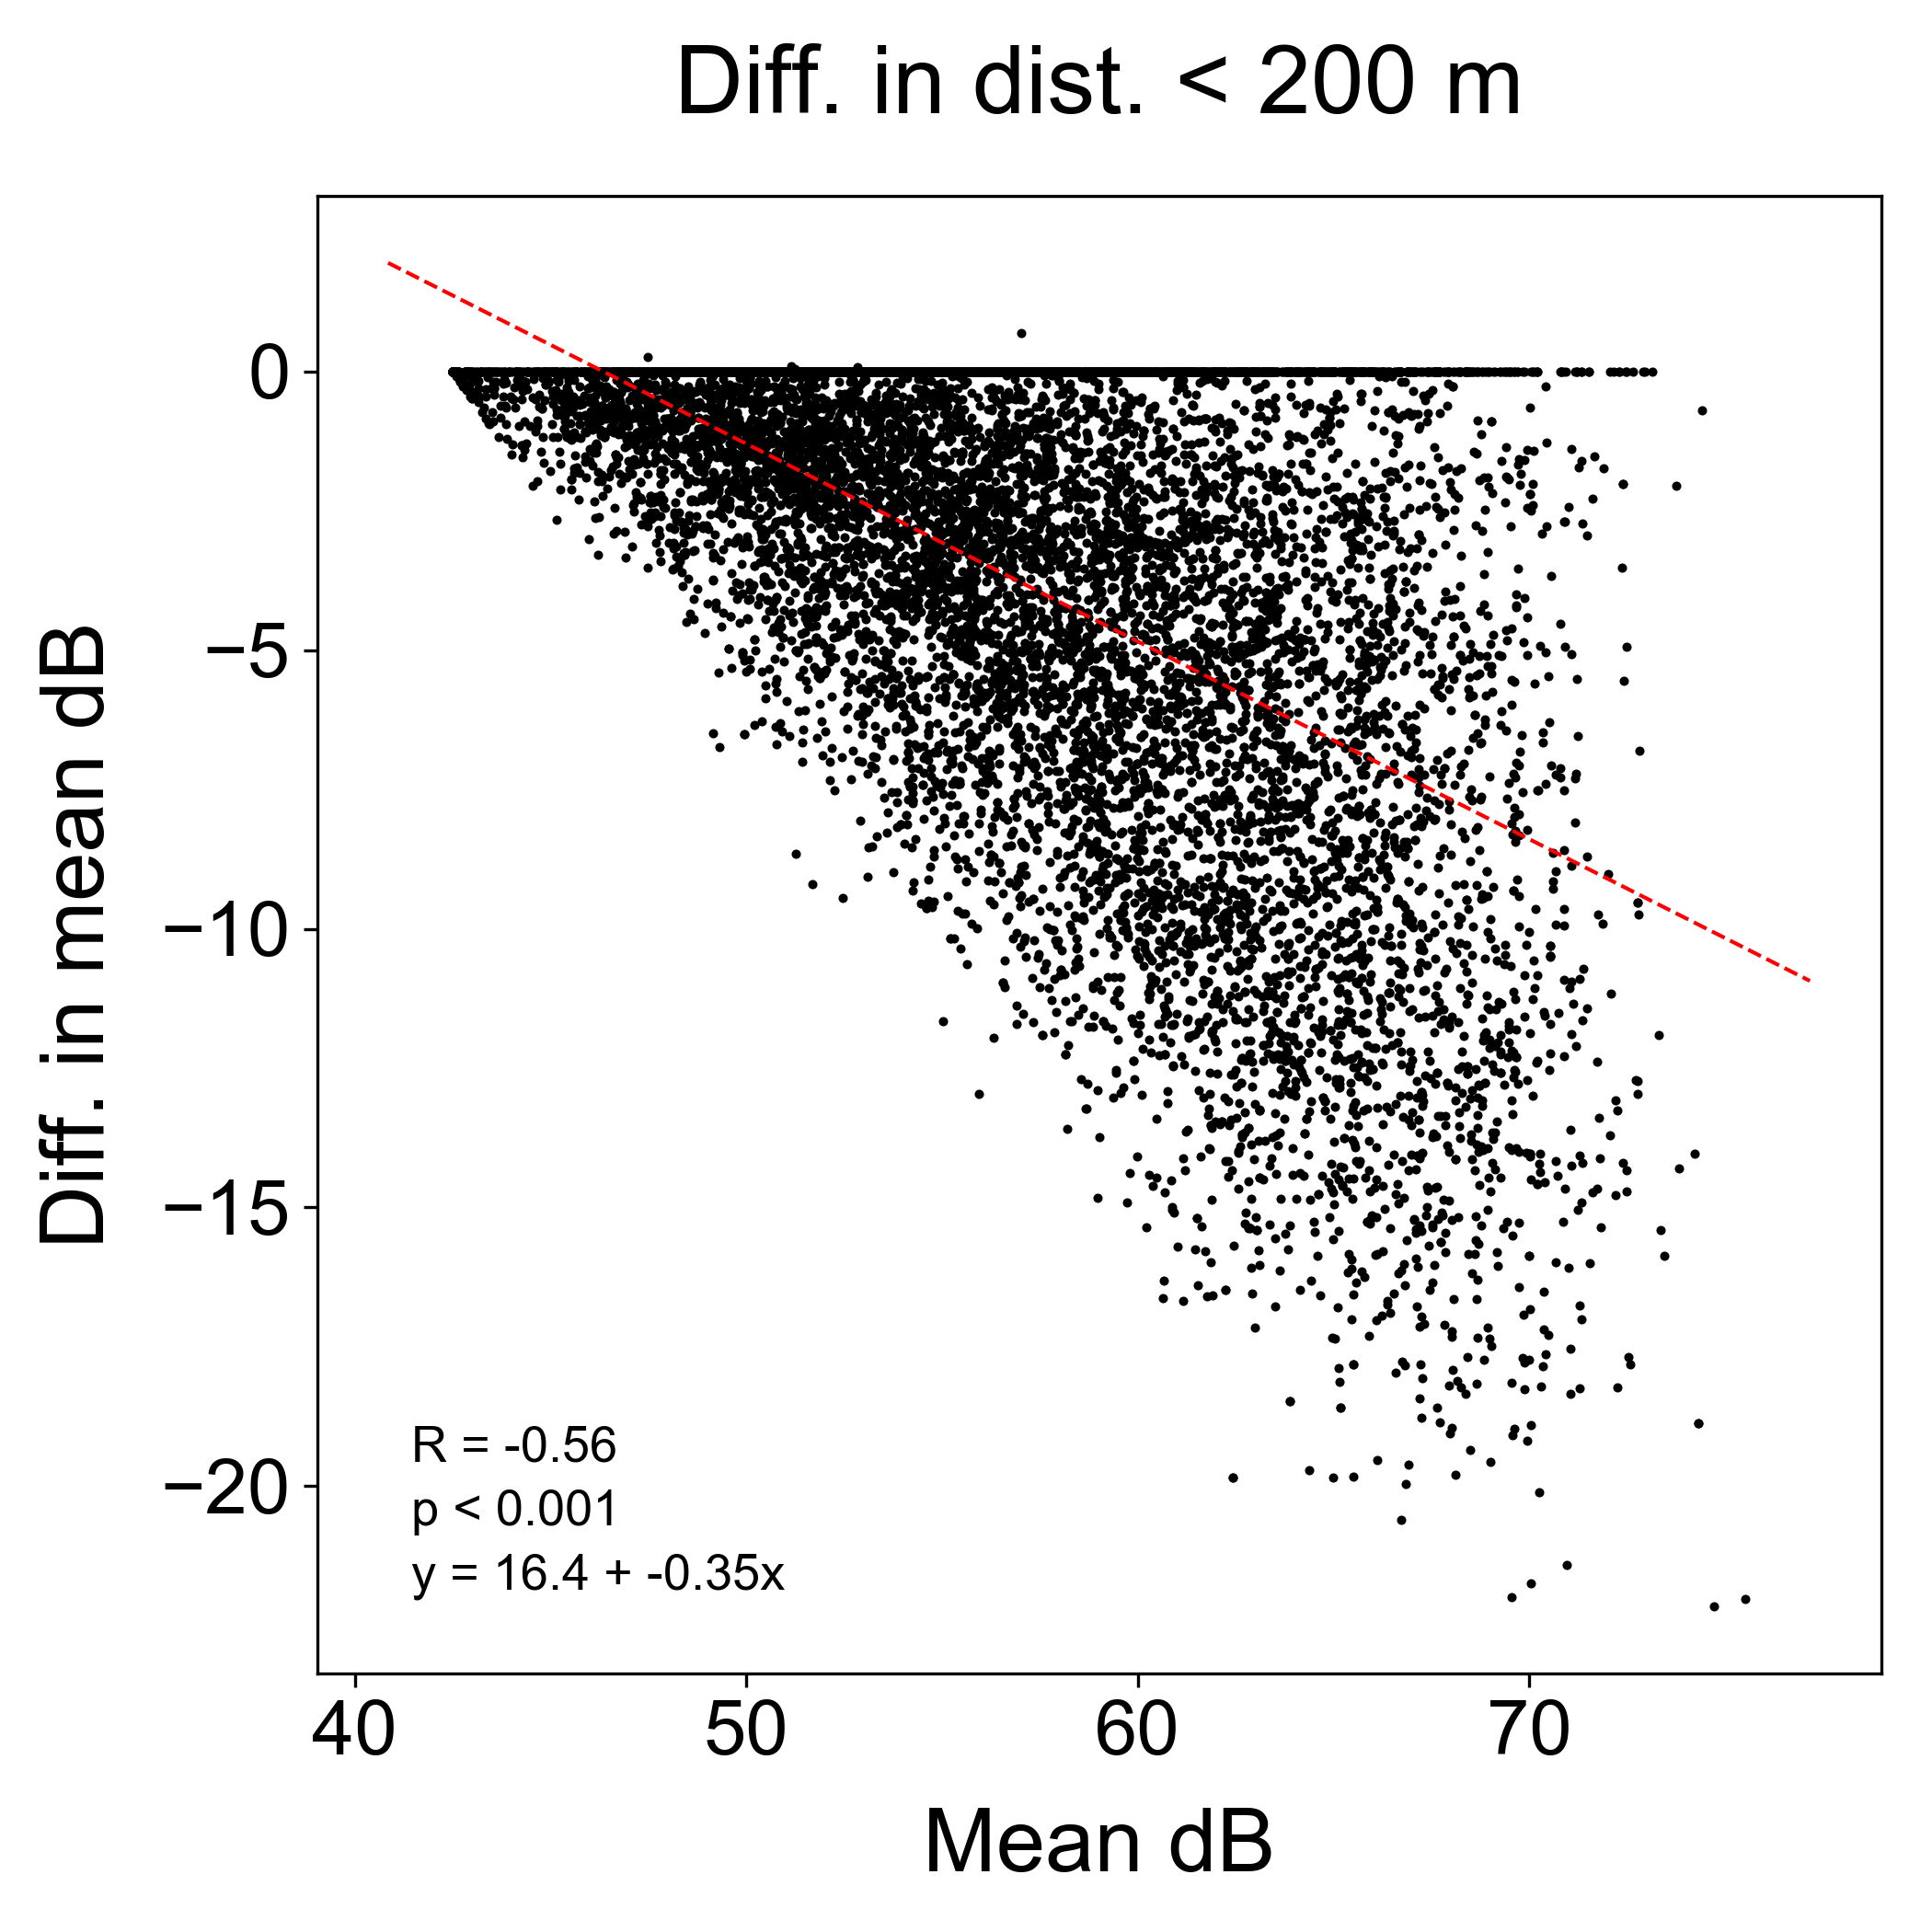 Diff. in dist. < 200 m
Diff. in mean dB
0
−5
−10
−15
−20
R = -0.56
p < 0.001
y = 16.4 + -0.35x
40 50 60 70
Mean dB